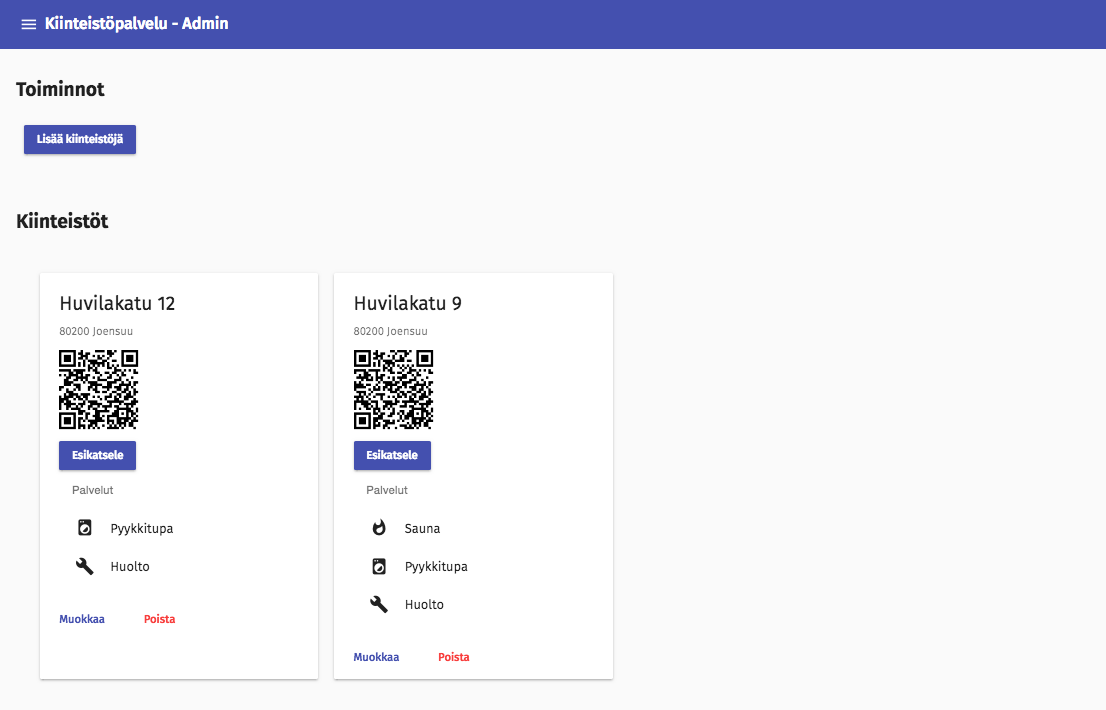 Kiinteistöpalvelu - Admin
Toiminnot
Lisää kiinteistöjä
Kiinteistöt
Huvilakatu 12
80200 Joensuu
Esikatsele
Palvelut
Pyykkitupa
Huolto
Muokkaa Poista
Huvilakatu 9
80200 Joensuu
Esikatsele
Palvelut
Sauna
Pyykkitupa
Huolto
Muokkaa Poista